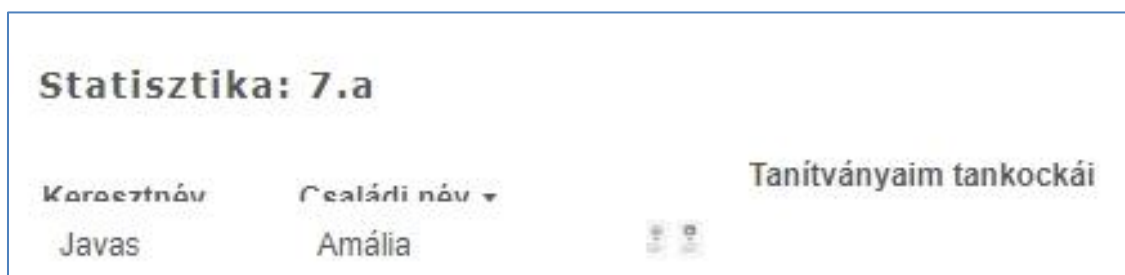 Statisztika: 7.a
Tanítványaim tankockái
Keresztnév Családi név
Javas Amália